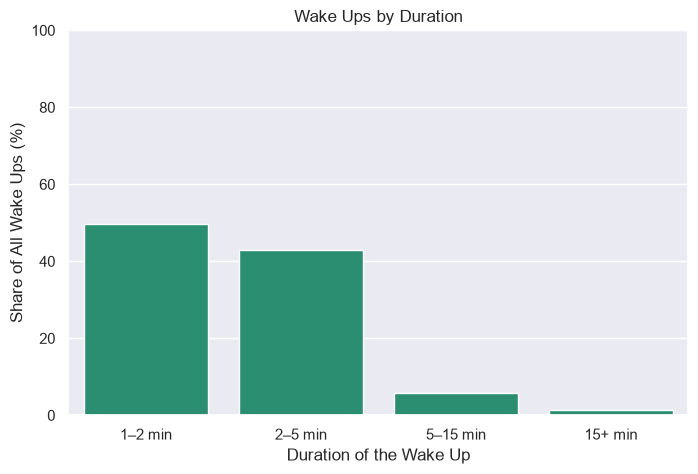 Wake Ups by Duration
Share of All Wake Ups (%)
100
80
60
40
20
0
1–2 min
2–5 min
5–15 min
15+ min
Duration of the Wake Up